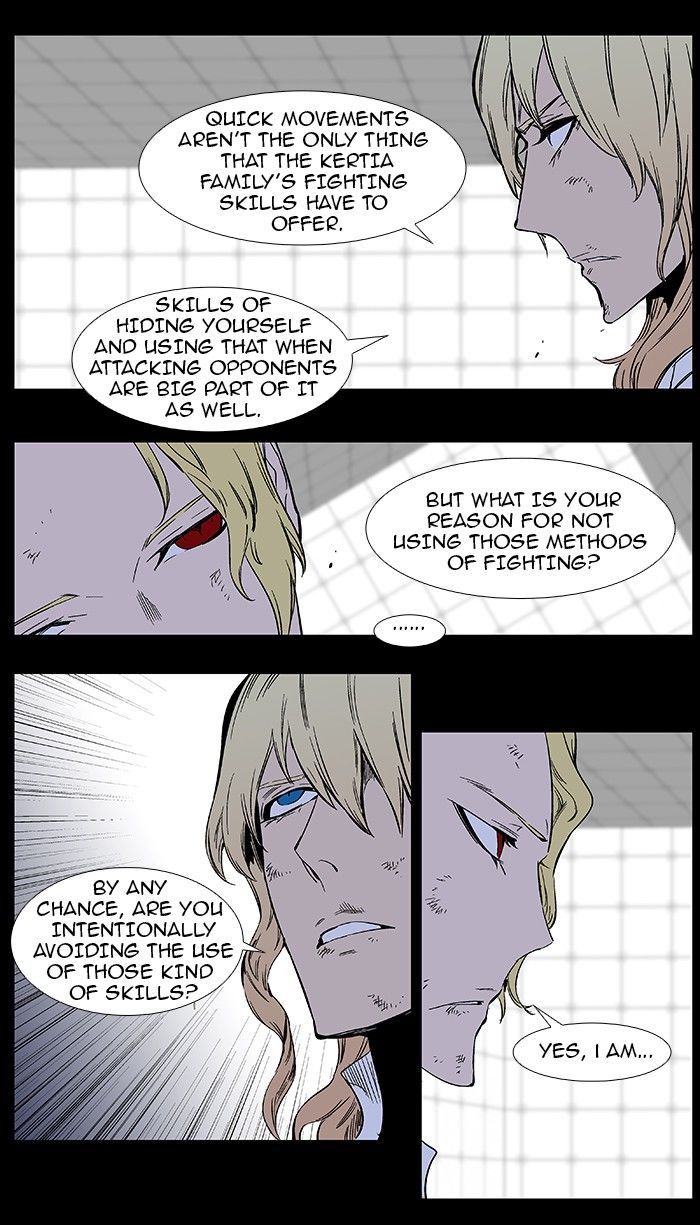 QUICK MOVEMENTS
AREN'T THE ONLY THING
THAT THE KERTIA
FAMILY'S FIGHTING
SKILLS HAVE TO
OFFER.
SKILLS OF
HIDING YOURSELF
AND USING THAT WHEN
ATTACKING OPPONENTS
ARE BIG PART OF IT
AS WELL.
BUT WHAT IS YOUR
REASON FOR NOT
USING THOSE METHODS
OF FIGHTING?
......
BY ANY
CHANCE, ARE YOU
INTENTIONALLY
AVOIDING THE USE
OF THOSE KIND
OF SKILLS?
YES, I AM...